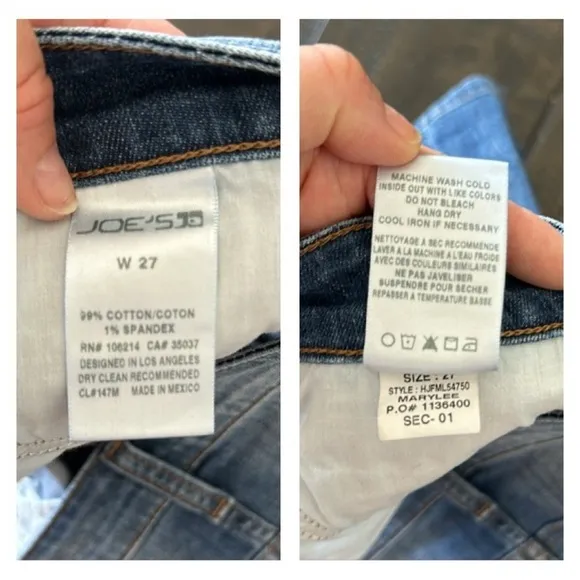 JOE'S
W 27
99% COTTON/COTON
1% SPANDEX
RN# 106214 CA# 35037
DESIGNED IN LOS ANGELES
DRY CLEAN RECOMMENDED
CL#147M MADE IN MEXICO
MACHINE WASH COLD
INSIDE OUT WITH LIKE COLORS
DO NOT BLEACH
HANG DRY
COOL IRON IF NECESSARY
NETTOYAGE A SEC RECOMMENDE
LAVER A LA MACHINE A L'EAU FROIDE
AVEC DES COULEURS SIMILAIRES
NE PAS JAVELISER
SUSPENDRE POUR SECHER
REPASSER A TEMPERATURE BASSE
SIZE : 27
STYLE : HJFML54750
MARYLEE
P.O# 1136400
SEC- 01